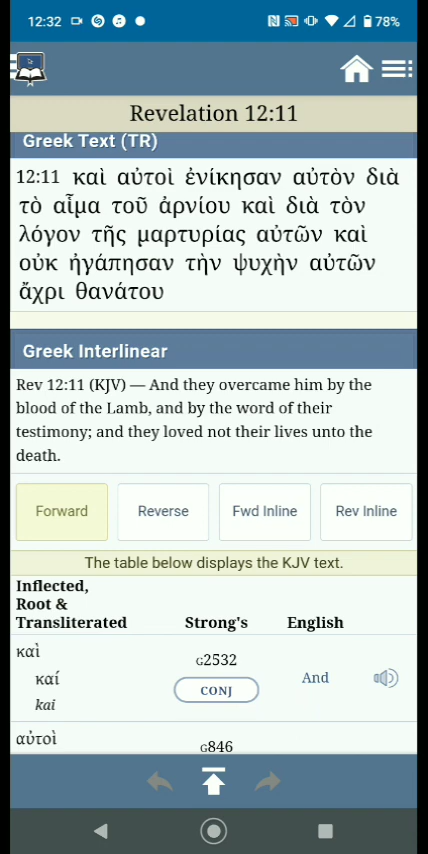 12:32
78%
Revelation 12:11
Greek Text (TR)
12:11 καὶ αὐτοὶ ἐνίκησαν αὐτὸν διὰ
τὸ αἷμα τοῦ ἀρνίου καὶ διὰ τὸν
λόγον τῆς μαρτυρίας αὐτῶν καὶ
οὐκ ἠγάπησαν τὴν ψυχὴν αὐτῶν
ἄχρι θανάτου
Greek Interlinear
Rev 12:11 (KJV) — And they overcame him by the
blood of the Lamb, and by the word of their
testimony; and they loved not their lives unto the
death.
Forward Reverse Fwd Inline Rev Inline
The table below displays the KJV text.
Inflected,
Root &
Transliterated Strong's English
καὶ
G2532
καί And
CONJ
kai
αὐτοὶ
G846